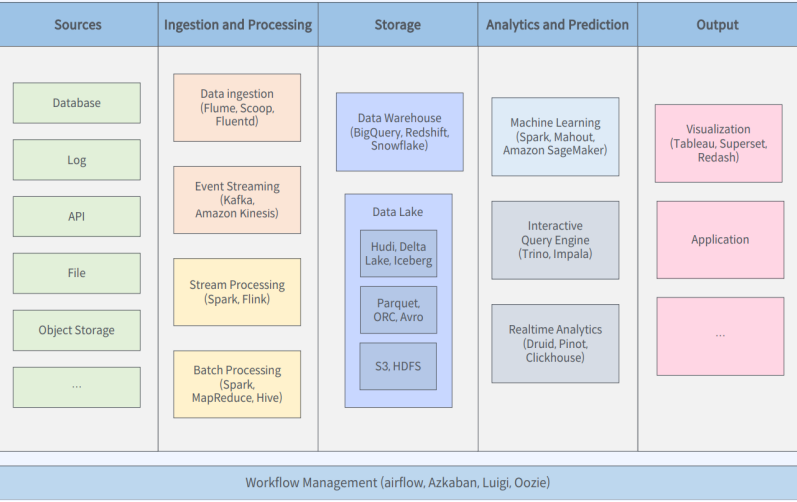 Sources
Ingestion and Processing
Storage
Analytics and Prediction
Output
Database
Log
API
File
Object Storage
...
Data ingestion
(Flume, Scoop,
Fluentd)
Event Streaming
(Kafka,
Amazon Kinesis)
Stream Processing
(Spark, Flink)
Batch Processing
(Spark,
MapReduce, Hive)
Data Warehouse
(BigQuery, Redshift,
Snowflake)
Data Lake
Hudi, Delta
Lake, Iceberg
Parquet,
ORC, Avro
S3, HDFS
Machine Learning
(Spark, Mahout,
Amazon SageMaker)
Interactive
Query Engine
(Trino, Impala)
Realtime Analytics
(Druid, Pinot,
Clickhouse)
Visualization
(Tableau, Superset,
Redash)
Application
...
Workflow Management (airflow, Azkaban, Luigi, Oozie)